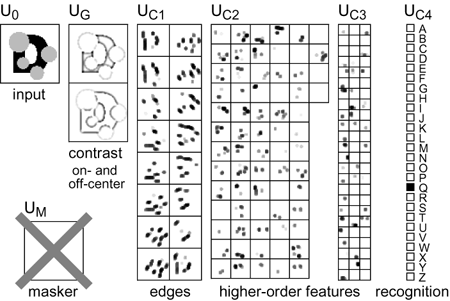 U0 UG UC1 UC2 UC3 UC4
input
contrast
on- and
off-center
UM
masker
edges
higher-order features
recognition
A
B
C
D
E
F
G
H
I
J
K
L
M
N
O
P
Q
R
S
T
U
V
W
X
Y
Z